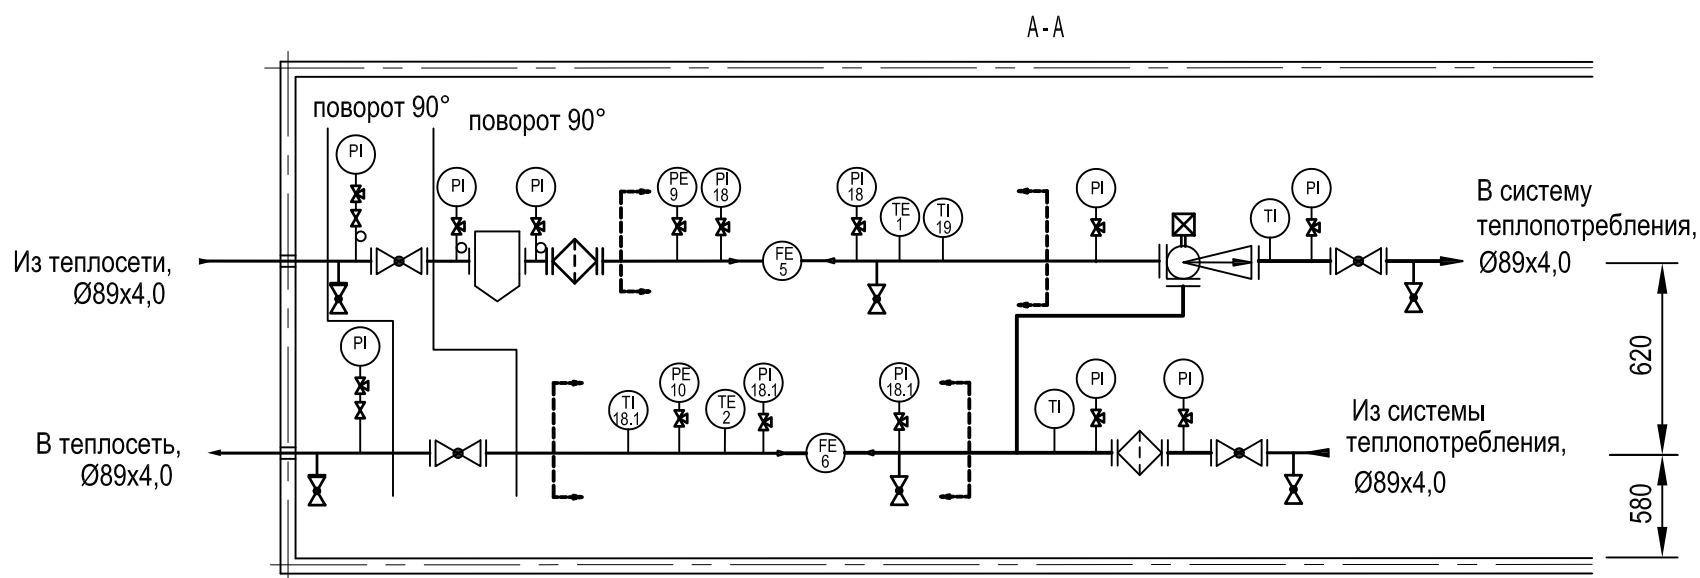 А - А
поворот 90°
поворот 90°
PI
PI
PI
PE 9
PI 18
PI 18
TE 1
TI 19
PI
TI
PI
В систему
теплопотребления,
Ø89x4,0
Из теплосети,
Ø89x4,0
FE 5
PI
620
TI 18.1
PE 10
TE 2
PI 18.1
PI 18.1
TI
PI
PI
Из системы
теплопотребления,
Ø89x4,0
В теплосеть,
Ø89x4,0
FE 6
580